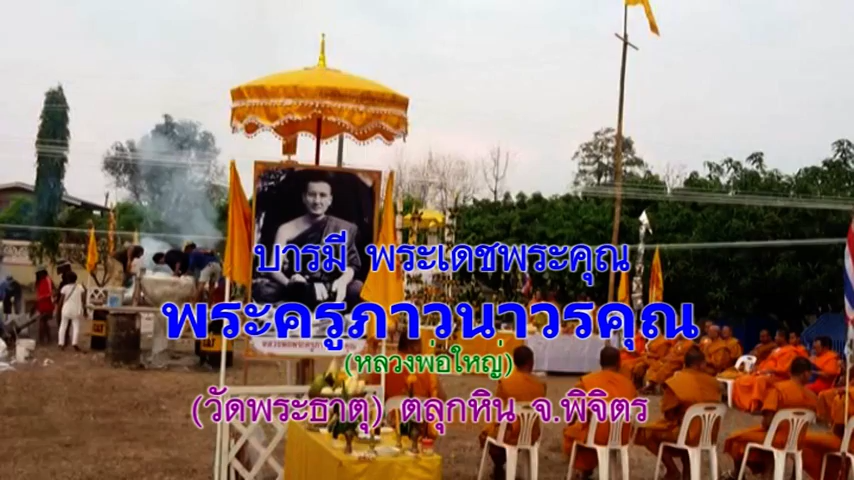 บารมี พระเดชพระคุณ
พระครูภาวนาวรคุณ
(หลวงพ่อใหญ่)
(วัดพระธาตุ) ตลุกหิน จ.พิจิตร